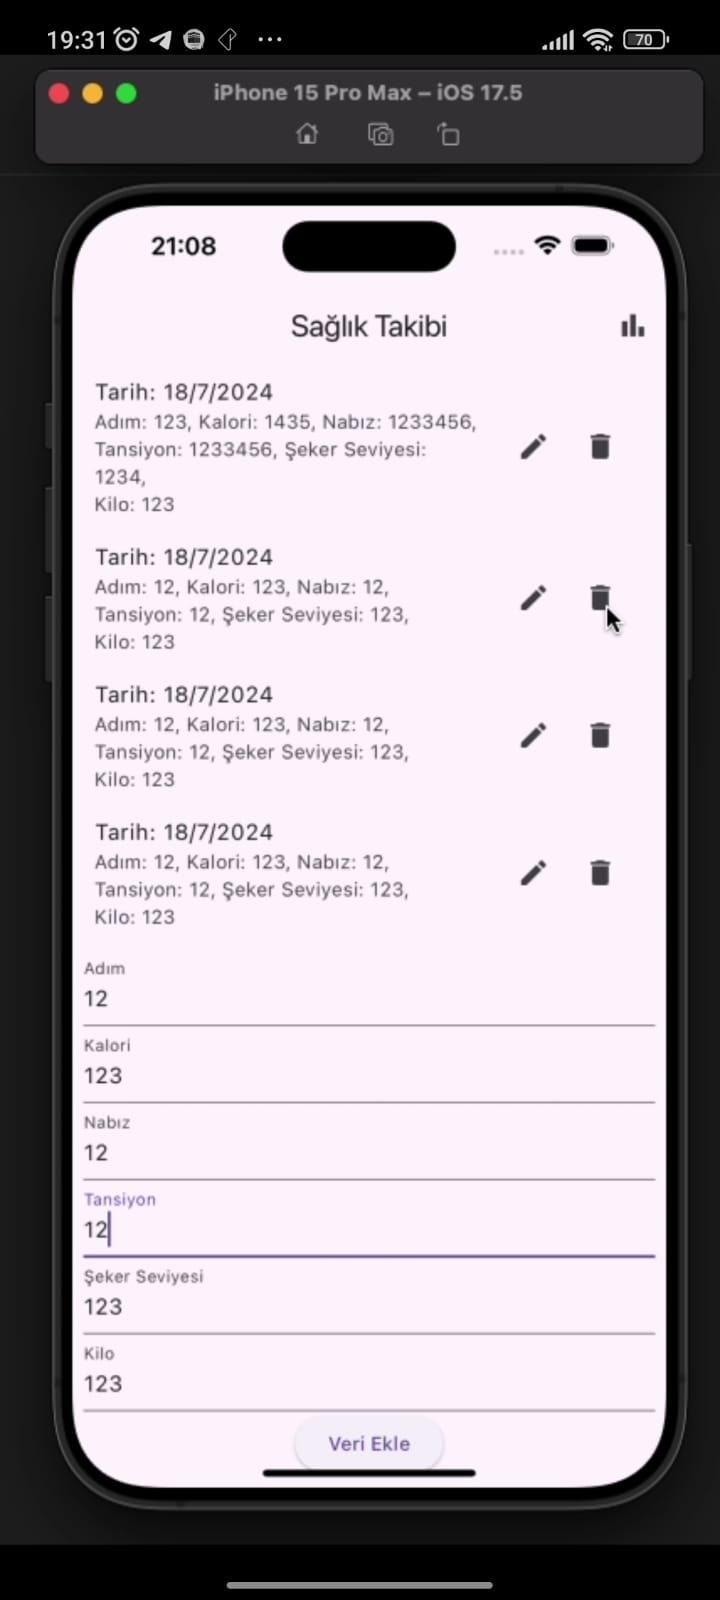 19:31
70
iPhone 15 Pro Max – iOS 17.5
21:08
Sağlık Takibi
Tarih: 18/7/2024
Adım: 123, Kalori: 1435, Nabız: 1233456,
Tansiyon: 1233456, Şeker Seviyesi:
1234,
Kilo: 123
Tarih: 18/7/2024
Adım: 12, Kalori: 123, Nabız: 12,
Tansiyon: 12, Şeker Seviyesi: 123,
Kilo: 123
Tarih: 18/7/2024
Adım: 12, Kalori: 123, Nabız: 12,
Tansiyon: 12, Şeker Seviyesi: 123,
Kilo: 123
Tarih: 18/7/2024
Adım: 12, Kalori: 123, Nabız: 12,
Tansiyon: 12, Şeker Seviyesi: 123,
Kilo: 123
Adım
12
Kalori
123
Nabız
12
Tansiyon
12
Şeker Seviyesi
123
Kilo
123
Veri Ekle